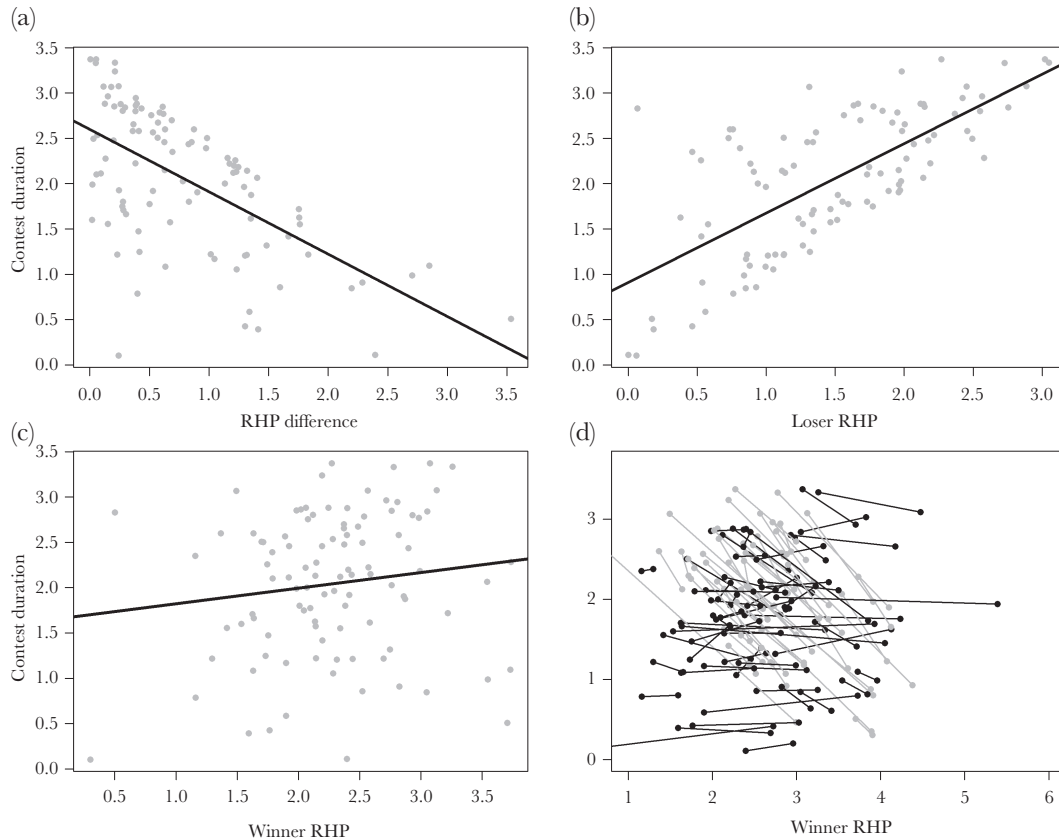 (a)
3.5
3.0
2.5
2.0
1.5
1.0
0.5
0.0
Contest duration
0.0 0.5 1.0 1.5 2.0 2.5 3.0 3.5
RHP difference
(b)
3.5
3.0
2.5
2.0
1.5
1.0
0.5
0.0
0.0 0.5 1.0 1.5 2.0 2.5 3.0
Loser RHP
(c)
3.5
3.0
2.5
2.0
1.5
1.0
0.5
0.0
Contest duration
0.5 1.0 1.5 2.0 2.5 3.0 3.5
Winner RHP
(d)
3
2
1
0
1 2 3 4 5 6
Winner RHP